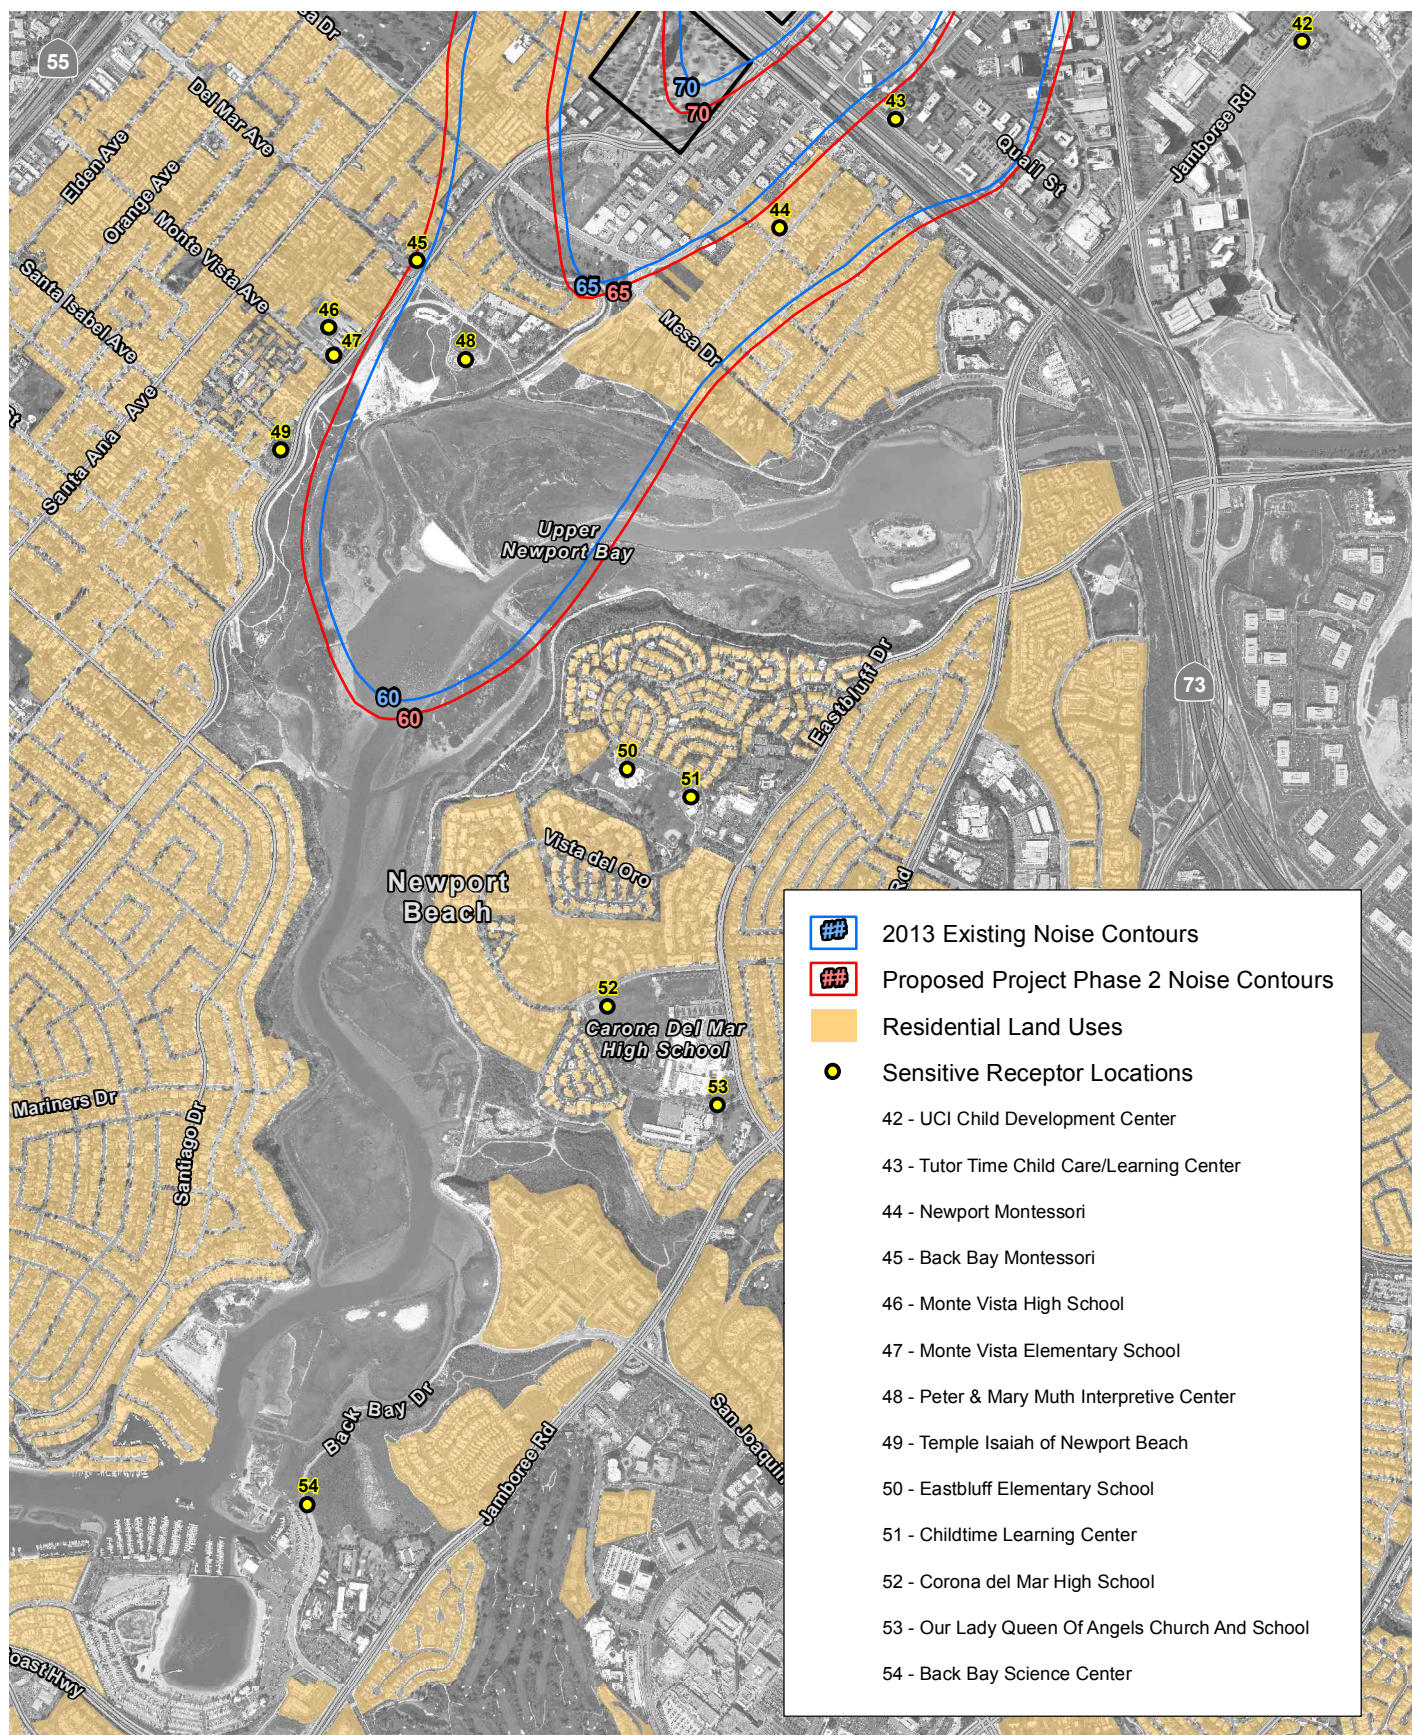 sa Dr
42
55
Del Mar Ave
70
43
70
Jamboree Rd
Elden Ave
Quail St
Orange Ave
44
Monte Vista Ave
45
Santa Isabel Ave
65
65
46
Mesa Dr
47
48
St
Santa Ana Ave
49
Upper
Newport Bay
Eastbluff Dr
73
60
60
50
51
Vista del Oro
Newport
Beach
Rd
52
Carona Del Mar
High School
53
Mariners Dr
Santiago Dr
Back Bay Dr
San Joaquin
Jamboree Rd
54
oast Hwy
## 2013 Existing Noise Contours
## Proposed Project Phase 2 Noise Contours
Residential Land Uses
Sensitive Receptor Locations
42 - UCI Child Development Center
43 - Tutor Time Child Care/Learning Center
44 - Newport Montessori
45 - Back Bay Montessori
46 - Monte Vista High School
47 - Monte Vista Elementary School
48 - Peter & Mary Muth Interpretive Center
49 - Temple Isaiah of Newport Beach
50 - Eastbluff Elementary School
51 - Childtime Learning Center
52 - Corona del Mar High School
53 - Our Lady Queen Of Angels Church And School
54 - Back Bay Science Center